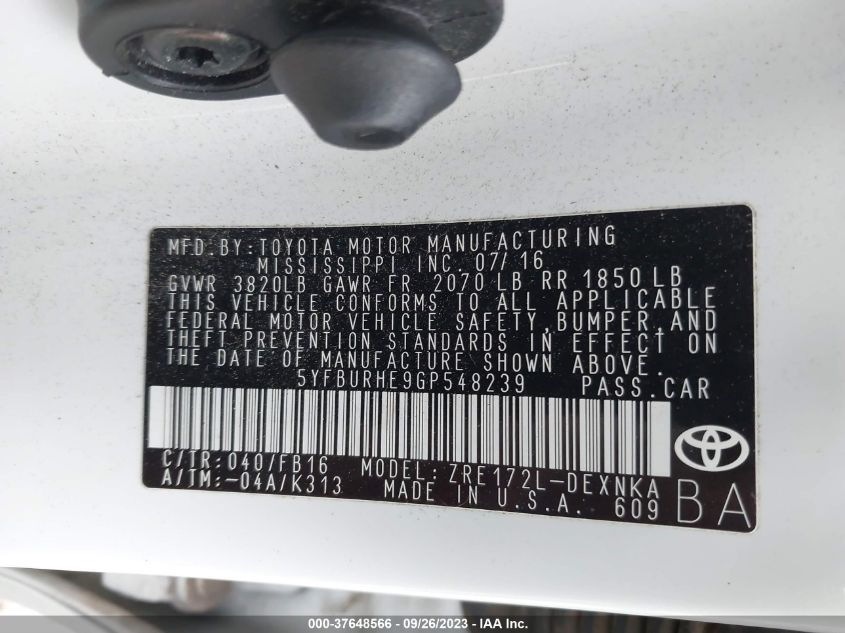 MFD. BY: TOYOTA MOTOR MANUFACTURING
MISSISSIPPI INC. 07/16
GVWR 3820LB GAWR FR 2070 LB RR 1850 LB
THIS VEHICLE CONFORMS TO ALL APPLICABLE
FEDERAL MOTOR VEHICLE SAFETY, BUMPER, AND
THEFT PREVENTION STANDARDS IN EFFECT ON
THE DATE OF MANUFACTURE SHOWN ABOVE.
5YFBURHE9GP548239 PASS. CAR
C/TR: 040/FB16 MODEL: ZRE172L-DEXNKA
A/TM: -04A/K313 MADE IN U.S.A. 609
BA
000-37648566 - 09/26/2023 - IAA Inc.